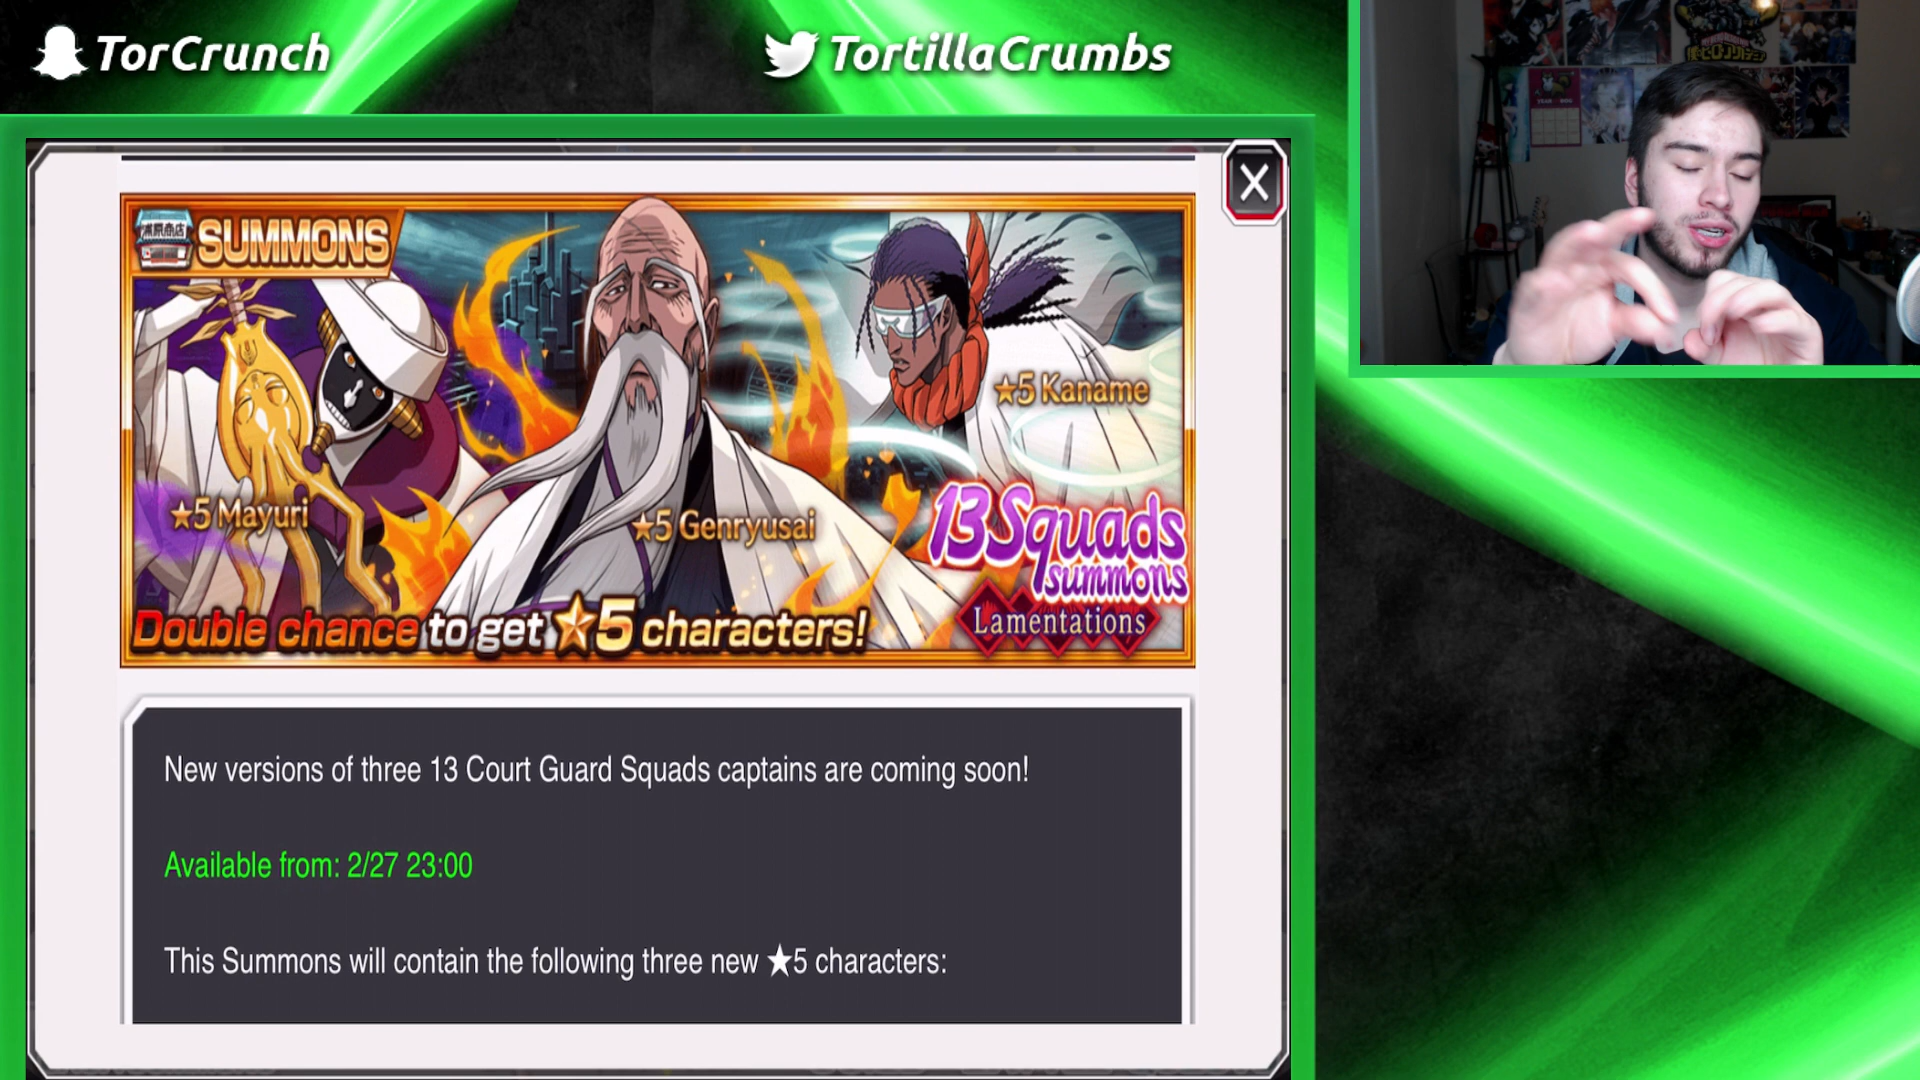 TorCrunch
TortillaCrumbs
SUMMONS
★5 Kaname
★5 Mayuri
★5 Genryusai
13 Squads
summons
Lamentations
Double chance to get ★5 characters!
New versions of three 13 Court Guard Squads captains are coming soon!
Available from: 2/27 23:00
This Summons will contain the following three new ★5 characters: